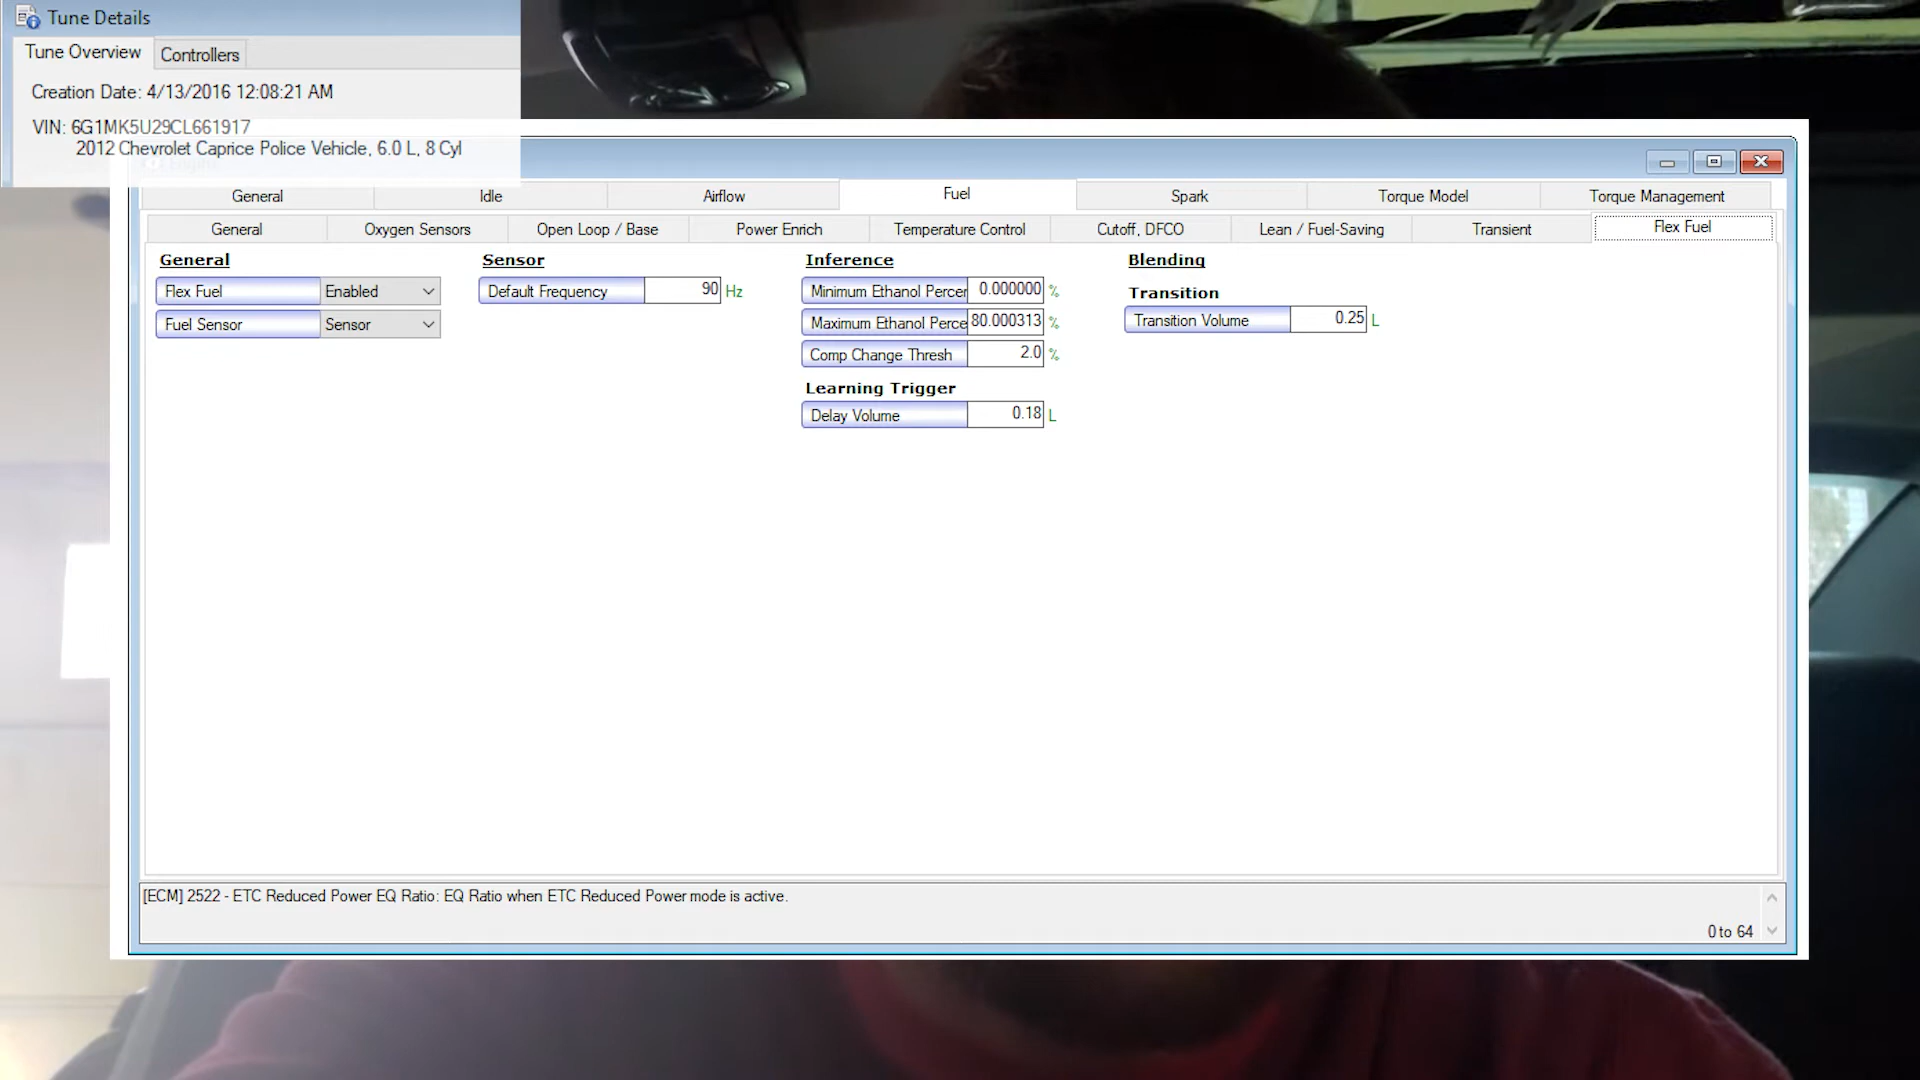 Tune Details
Tune Overview Controllers
Creation Date: 4/13/2016 12:08:21 AM
VIN: 6G1MK5U29CL661917
2012 Chevrolet Caprice Police Vehicle, 6.0 L, 8 Cyl
General Idle Airflow Fuel Spark Torque Model Torque Management
General Oxygen Sensors Open Loop / Base Power Enrich Temperature Control Cutoff, DFCO Lean / Fuel-Saving Transient Flex Fuel
General Sensor Inference Blending
Flex Fuel Enabled Default Frequency 90 Hz Minimum Ethanol Percer 0.000000 % Transition
Fuel Sensor Sensor Maximum Ethanol Perce 80.000313 % Transition Volume 0.25 L
Comp Change Thresh 2.0 %
Learning Trigger
Delay Volume 0.18 L
[ECM] 2522 - ETC Reduced Power EQ Ratio: EQ Ratio when ETC Reduced Power mode is active.
0 to 64